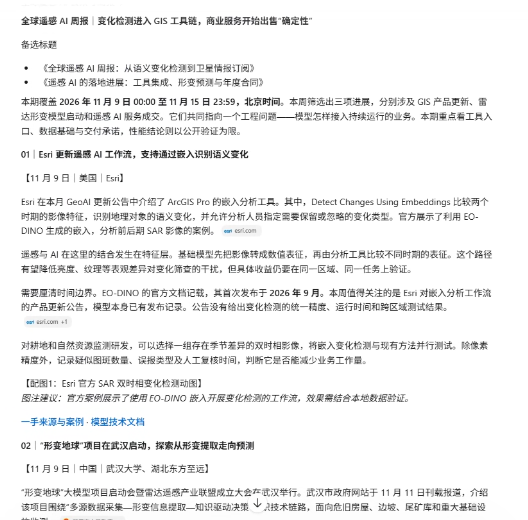 全球遥感 AI 周报｜变化检测进入 GIS 工具链，商业服务开始出售“确定性”
备选标题
• 《全球遥感 AI 周报：从语义变化检测到卫星情报订阅》
• 《遥感 AI 的落地进展：工具集成、形变预测与年度合同》
本期覆盖 2026 年 11 月 9 日 00:00 至 11 月 15 日 23:59，北京时间。本周筛选出三项进展，分别涉及 GIS 产品更新、雷
达形变模型启动和遥感 AI 服务成交。它们共同指向一个工程问题——模型怎样接入持续运行的业务。本期重点看工具入
口、数据基础与交付承诺，性能结论则以公开验证为限。
01｜Esri 更新遥感 AI 工作流，支持通过嵌入识别语义变化
【11 月 9 日｜美国｜Esri】
Esri 在本月 GeoAI 更新公告中介绍了 ArcGIS Pro 的嵌入分析工具。其中，Detect Changes Using Embeddings 比较两个
时期的影像特征，识别地理对象的语义变化，并允许分析人员指定需要保留或忽略的变化类型。官方展示了利用 EO-
DINO 生成的嵌入，分析前后期 SAR 影像的案例。 esri esri.com
遥感与 AI 在这里的结合发生在特征层。基础模型先把影像转成数值表征，再由分析工具比较不同时期的表征。这个路径
有望降低亮度、纹理等表观差异对变化筛查的干扰，但具体收益仍要在同一区域、同一任务上验证。
需要厘清时间边界。EO-DINO 的官方文档记载，其首次发布于 2026 年 9 月。本周值得关注的是 Esri 对嵌入分析工作流
的产品更新公告，模型本身已有发布记录。公告没有给出变化检测的统一精度、运行时间和跨区域测试结果。
esri esri.com +1
对耕地和自然资源监测研发，可以选择一组存在季节差异的双时相影像，将嵌入变化检测与现有方法并行测试。除像素
精度外，记录疑似图斑数量、误报类型及人工复核时间，判断它是否能减少业务工作量。
【配图1：Esri 官方 SAR 双时相变化检测动图】
图注建议：官方案例展示了使用 EO-DINO 嵌入开展变化检测的工作流，效果需结合本地数据验证。
一手来源与案例 · 模型技术文档
02｜“形变地球”项目在武汉启动，探索从形变提取走向预测
【11 月 9 日｜中国｜武汉大学、湖北东方至远】
“形变地球”大模型项目启动会暨雷达遥感产业联盟成立大会在武汉举行。武汉市政府网站于 11 月 11 日刊载报道，介绍
该项目围绕“多源数据采集—形变信息提取—知识驱动决策 技术链路，面向危旧房屋、边坡、尾矿库和重大基础设